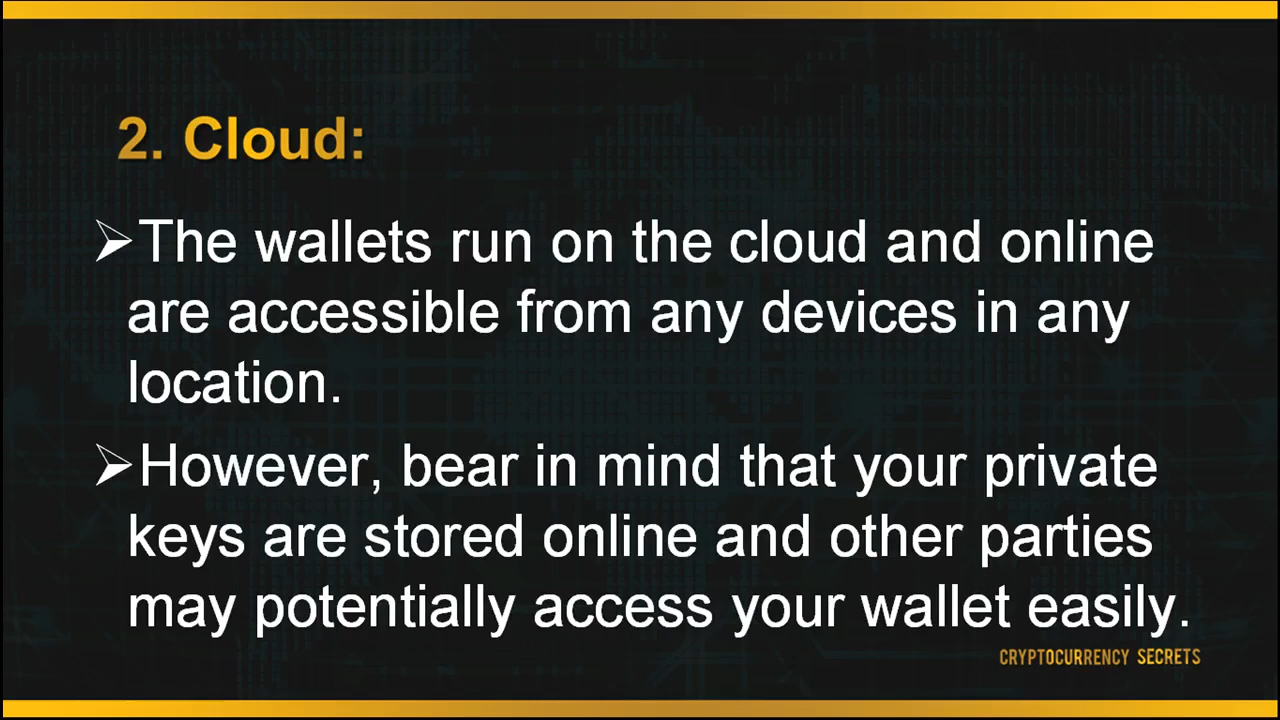 2. Cloud:
➢The wallets run on the cloud and online
are accessible from any devices in any
location.
➢However, bear in mind that your private
keys are stored online and other parties
may potentially access your wallet easily.
CRYPTOCURRENCY SECRETS